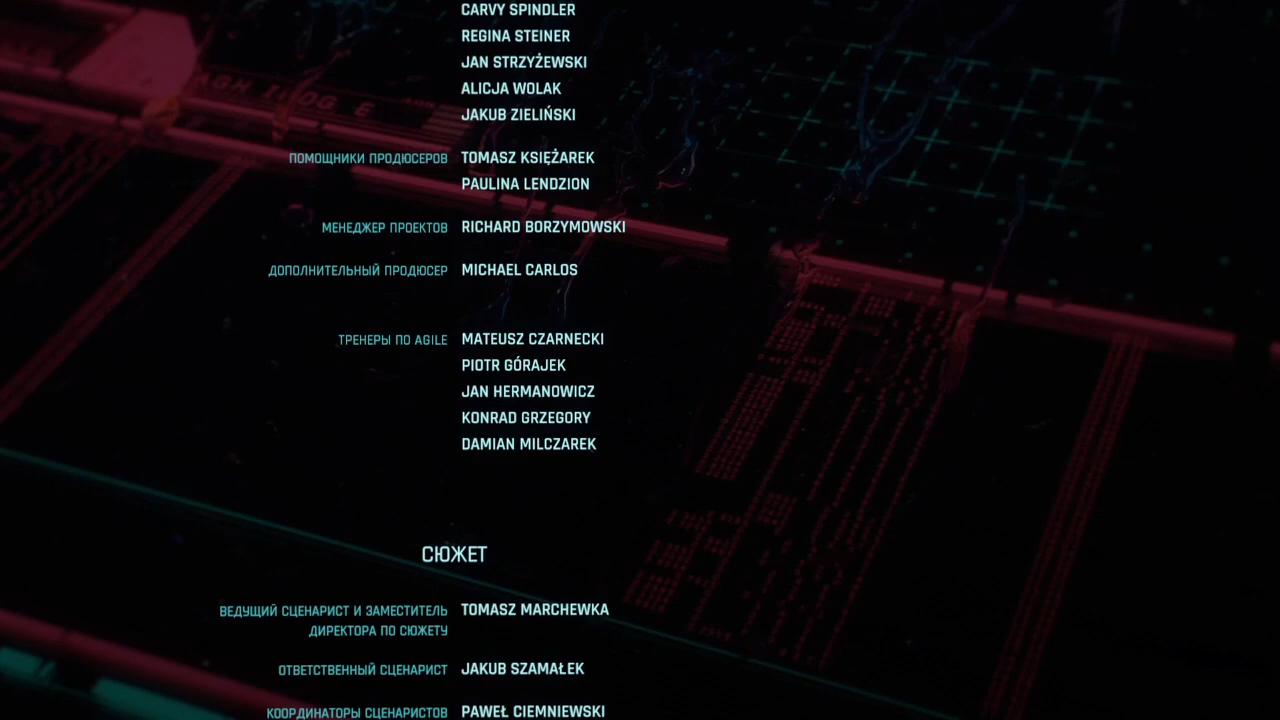 CARVY SPINDLER
REGINA STEINER
JAN STRZYŻEWSKI
ALICJA WOLAK
JAKUB ZIELIŃSKI
ПОМОЩНИКИ ПРОДЮСЕРОВ TOMASZ KSIĘŻAREK
PAULINA LENDZION
МЕНЕДЖЕР ПРОЕКТОВ RICHARD BORZYMOWSKI
ДОПОЛНИТЕЛЬНЫЙ ПРОДЮСЕР MICHAEL CARLOS
ТРЕНЕРЫ ПО AGILE MATEUSZ CZARNECKI
PIOTR GÓRAJEK
JAN HERMANOWICZ
KONRAD GRZEGORY
DAMIAN MILCZAREK
СЮЖЕТ
ВЕДУЩИЙ СЦЕНАРИСТ И ЗАМЕСТИТЕЛЬ TOMASZ MARCHEWKA
ДИРЕКТОРА ПО СЮЖЕТУ
ОТВЕТСТВЕННЫЙ СЦЕНАРИСТ JAKUB SZAMAŁEK
КООРДИНАТОРЫ СЦЕНАРИСТОВ PAWEŁ CIEMNIEWSKI